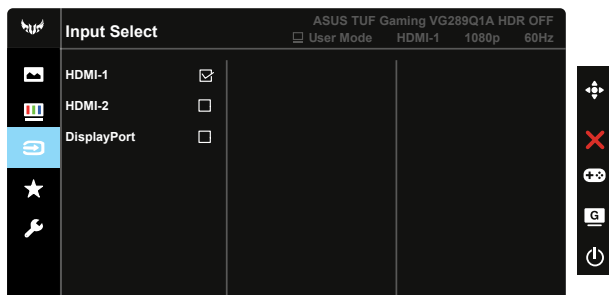 ASUS TUF Gaming VG289Q1A HDR OFF
Input Select
User Mode HDMI-1 1080p 60Hz
HDMI-1
HDMI-2
DisplayPort
G